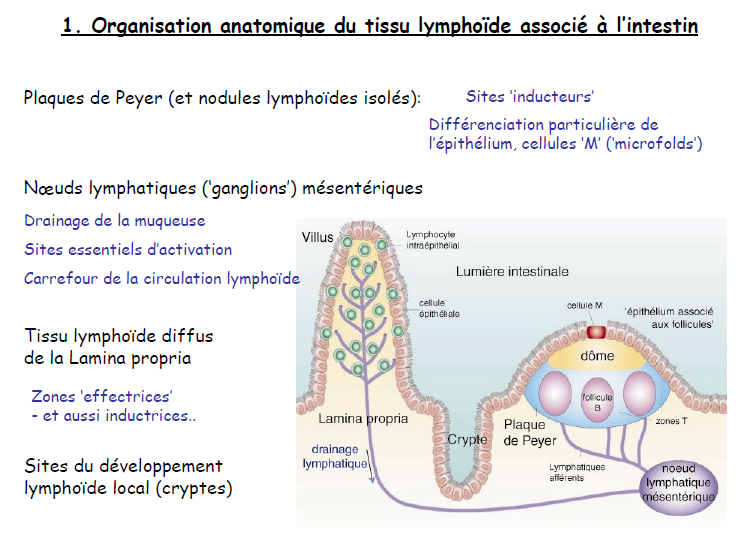 1. Organisation anatomique du tissu lymphoïde associé à l'intestin
Plaques de Peyer (et nodules lymphoïdes isolés):
Sites 'inducteurs'
Différenciation particulière de
l'épithélium, cellules 'M' ('microfolds')
Nœuds lymphatiques ('ganglions') mésentériques
Drainage de la muqueuse
Sites essentiels d'activation
Carrefour de la circulation lymphoïde
Tissu lymphoïde diffus
de la Lamina propria
Zones 'effectrices'
- et aussi inductrices..
Sites du développement
lymphoïde local (cryptes)
Villus
Lymphocyte
intraépithélial
Lumière intestinale
cellule
épithéliale
cellule M
'épithélium associé
aux follicules'
dôme
follicule
B
zones T
Lamina propria
Crypte
Plaque
de Peyer
drainage
lymphatique
Lymphatiques
afférents
noeud
lymphatique
mésentérique